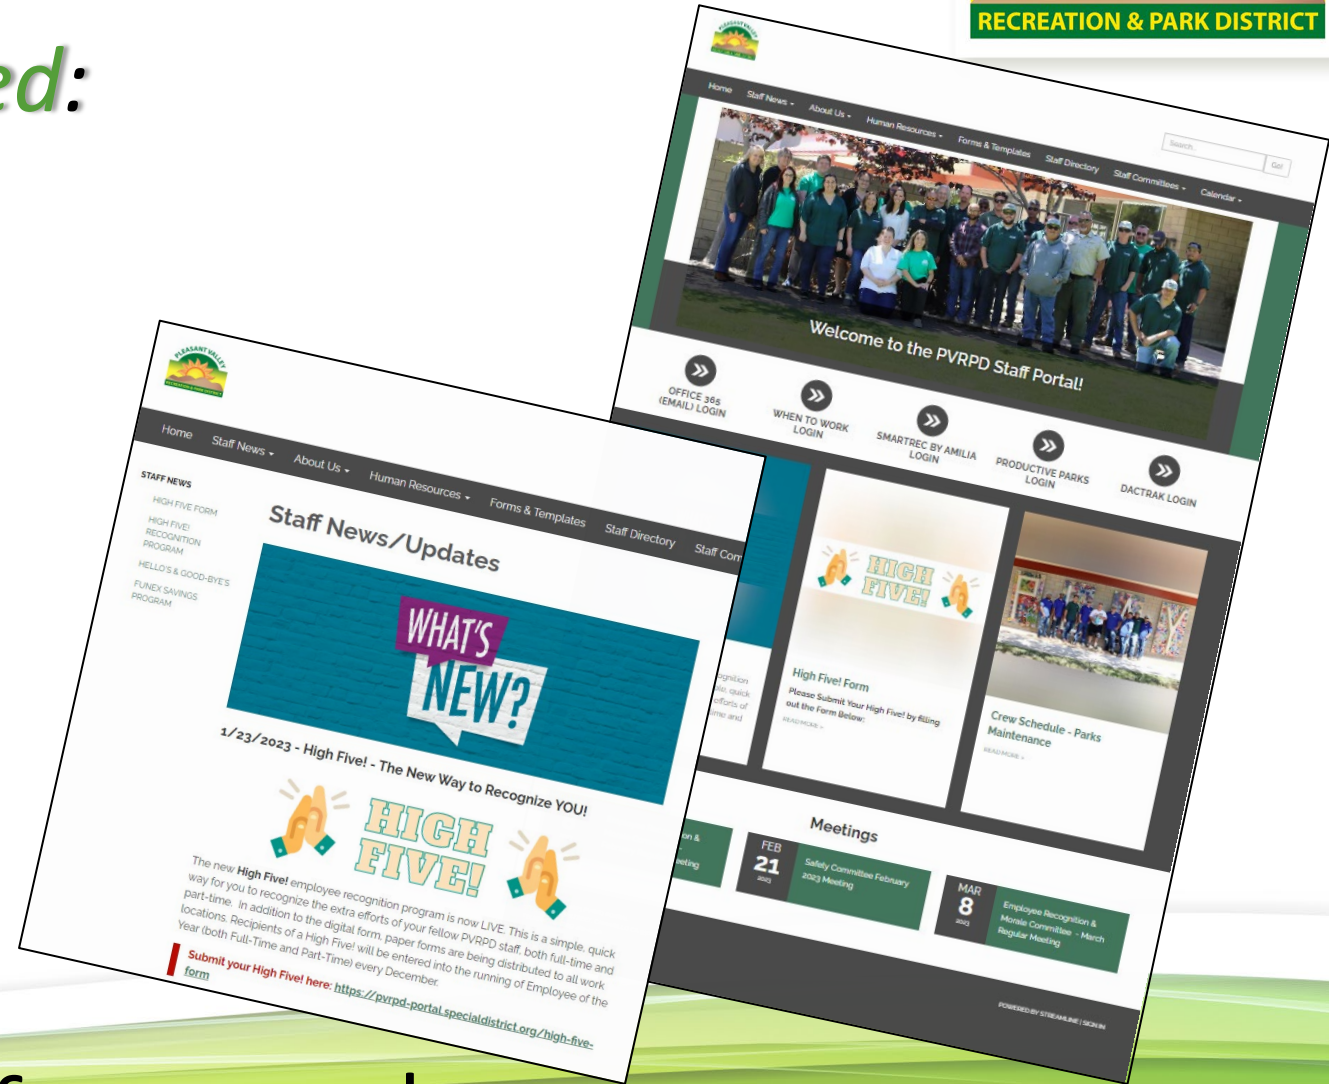 RECREATION & PARK DISTRICT
ed:
PLEASANT VALLEY
Home Staff News About Us Human Resources Forms & Templates Staff Directory Staff Committees Calendar
Search...
Go!
Welcome to the PVRPD Staff Portal!
OFFICE 365
(EMAIL) LOGIN
WHEN TO WORK
LOGIN
SMARTREC BY AMILIA
LOGIN
PRODUCTIVE PARKS
LOGIN
DACTRAK LOGIN
HIGH
FIVE!
High Five! Form
Please Submit Your High Five! by filling
out the Form Below:
READ MORE »
Crew Schedule - Parks
Maintenance
READ MORE »
Meetings
FEB
21
2023
Safety Committee February
2023 Meeting
MAR
8
2023
Employee Recognition &
Morale Committee - March
Regular Meeting
POWERED BY STREAMLINE | SIGN IN
PLEASANT VALLEY
RECREATION & PARK DISTRICT
Home Staff News About Us Human Resources Forms & Templates Staff Directory Staff Com
STAFF NEWS
HIGH FIVE FORM
HIGH FIVE!
RECOGNITION
PROGRAM
HELLO'S & GOOD-BYE'S
FUNEX SAVINGS
PROGRAM
Staff News/Updates
WHAT'S
NEW?
1/23/2023 - High Five! - The New Way to Recognize YOU!
HIGH
FIVE!
The new High Five! employee recognition program is now LIVE. This is a simple, quick
way for you to recognize the extra efforts of your fellow PVRPD staff, both full-time and
part-time. In addition to the digital form, paper forms are being distributed to all work
locations. Recipients of a High Five! will be entered into the running of Employee of the
Year (both Full-Time and Part-Time) every December.
Submit your High Five! here: https://pvrpd-portal.specialdistrict.org/high-five-
form